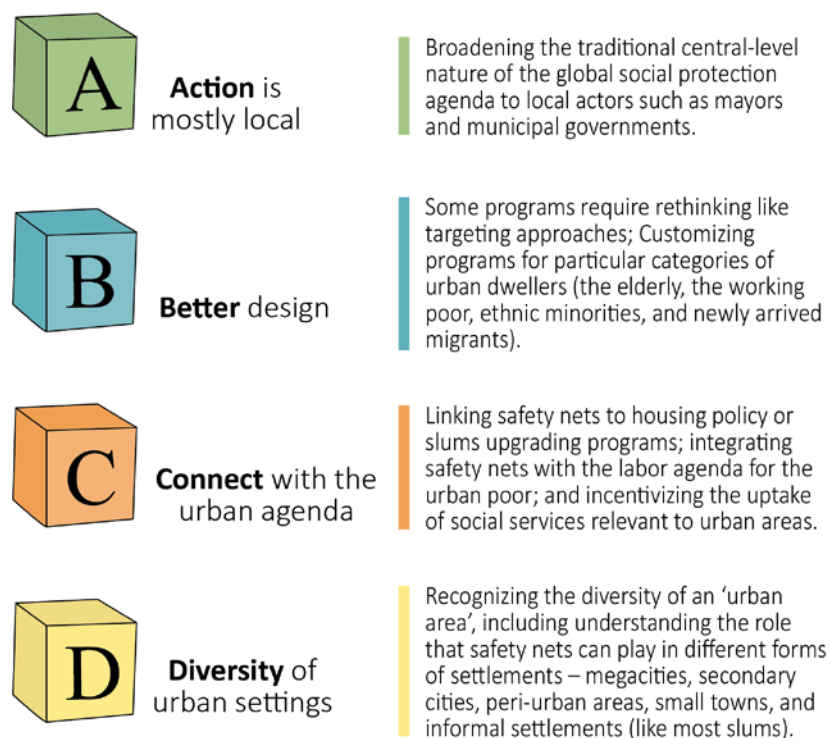 A
Action is
mostly local
Broadening the traditional central-level
nature of the global social protection
agenda to local actors such as mayors
and municipal governments.
B
Better design
Some programs require rethinking like
targeting approaches; Customizing
programs for particular categories of
urban dwellers (the elderly, the working
poor, ethnic minorities, and newly arrived
migrants).
C
Connect with the
urban agenda
Linking safety nets to housing policy or
slums upgrading programs; integrating
safety nets with the labor agenda for the
urban poor; and incentivizing the uptake
of social services relevant to urban areas.
D
Diversity of
urban settings
Recognizing the diversity of an ‘urban
area’, including understanding the role
that safety nets can play in different forms
of settlements – megacities, secondary
cities, peri-urban areas, small towns, and
informal settlements (like most slums).